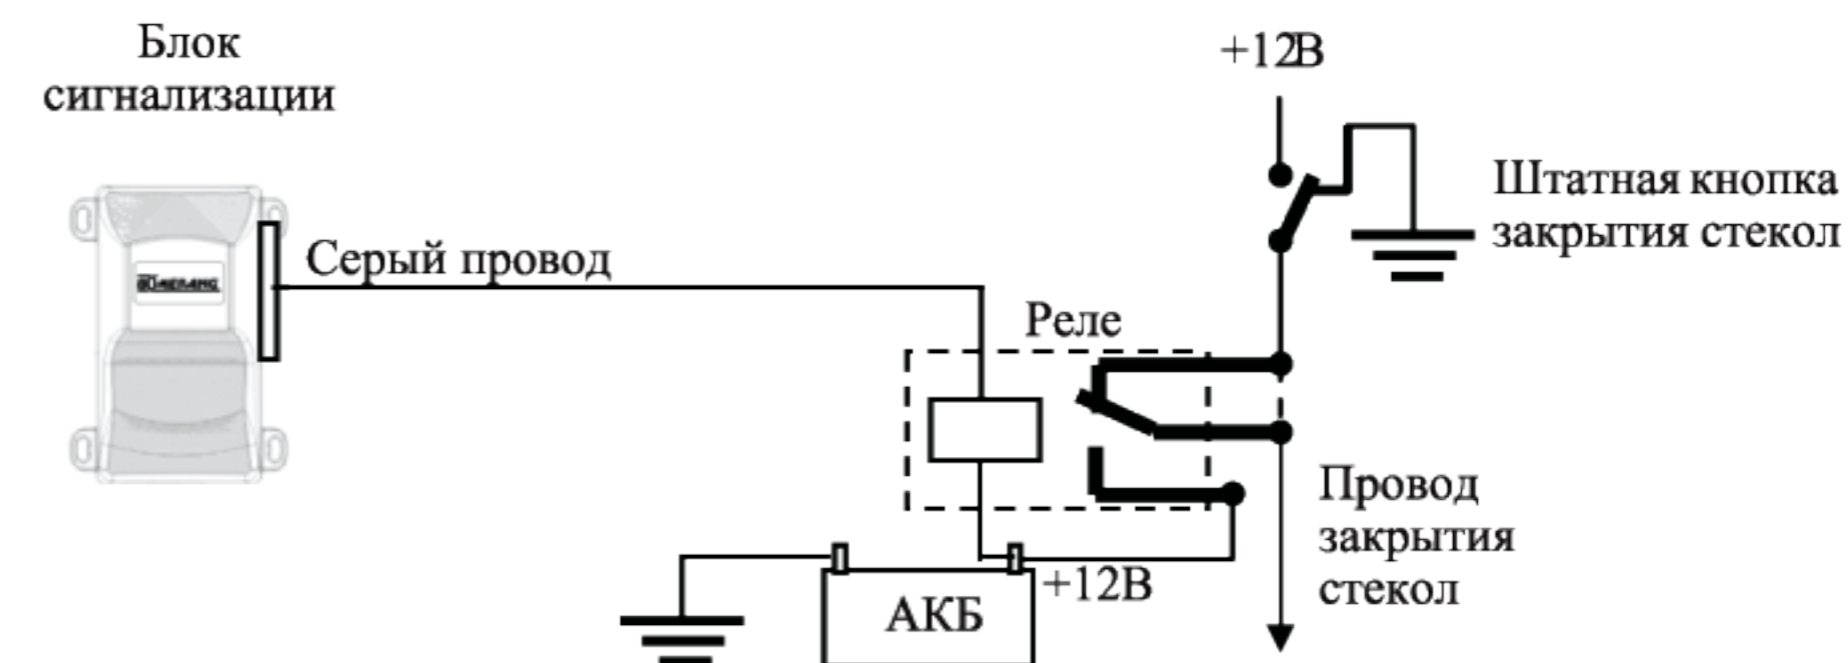 Блок
сигнализации
+12В
Штатная кнопка
закрытия стекол
Серый провод
Реле
Провод
закрытия
стекол
+12В
АКБ